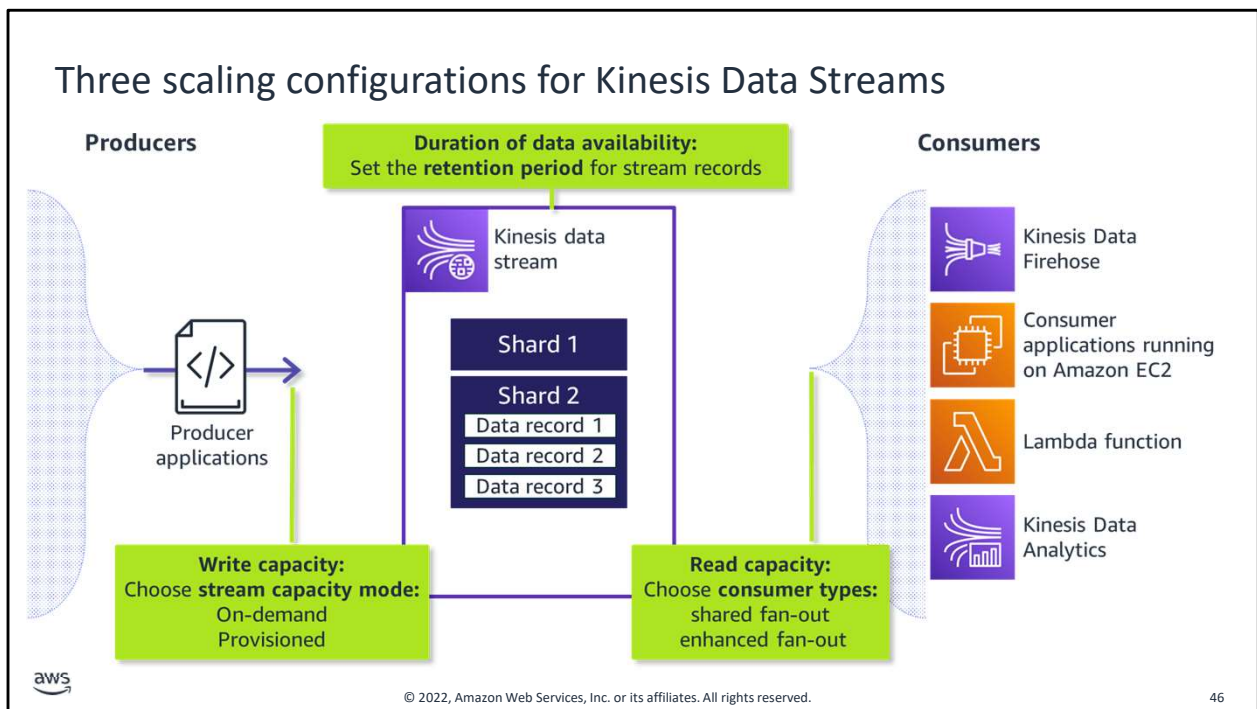 Three scaling configurations for Kinesis Data Streams
Producers
Duration of data availability:
Set the retention period for stream records
Consumers
Kinesis data
stream
Shard 1
Shard 2
Data record 1
Data record 2
Data record 3
Producer
applications
Write capacity:
Choose stream capacity mode:
On-demand
Provisioned
Read capacity:
Choose consumer types:
shared fan-out
enhanced fan-out
Kinesis Data
Firehose
Consumer
applications running
on Amazon EC2
Lambda function
Kinesis Data
Analytics
aws
© 2022, Amazon Web Services, Inc. or its affiliates. All rights reserved.
46